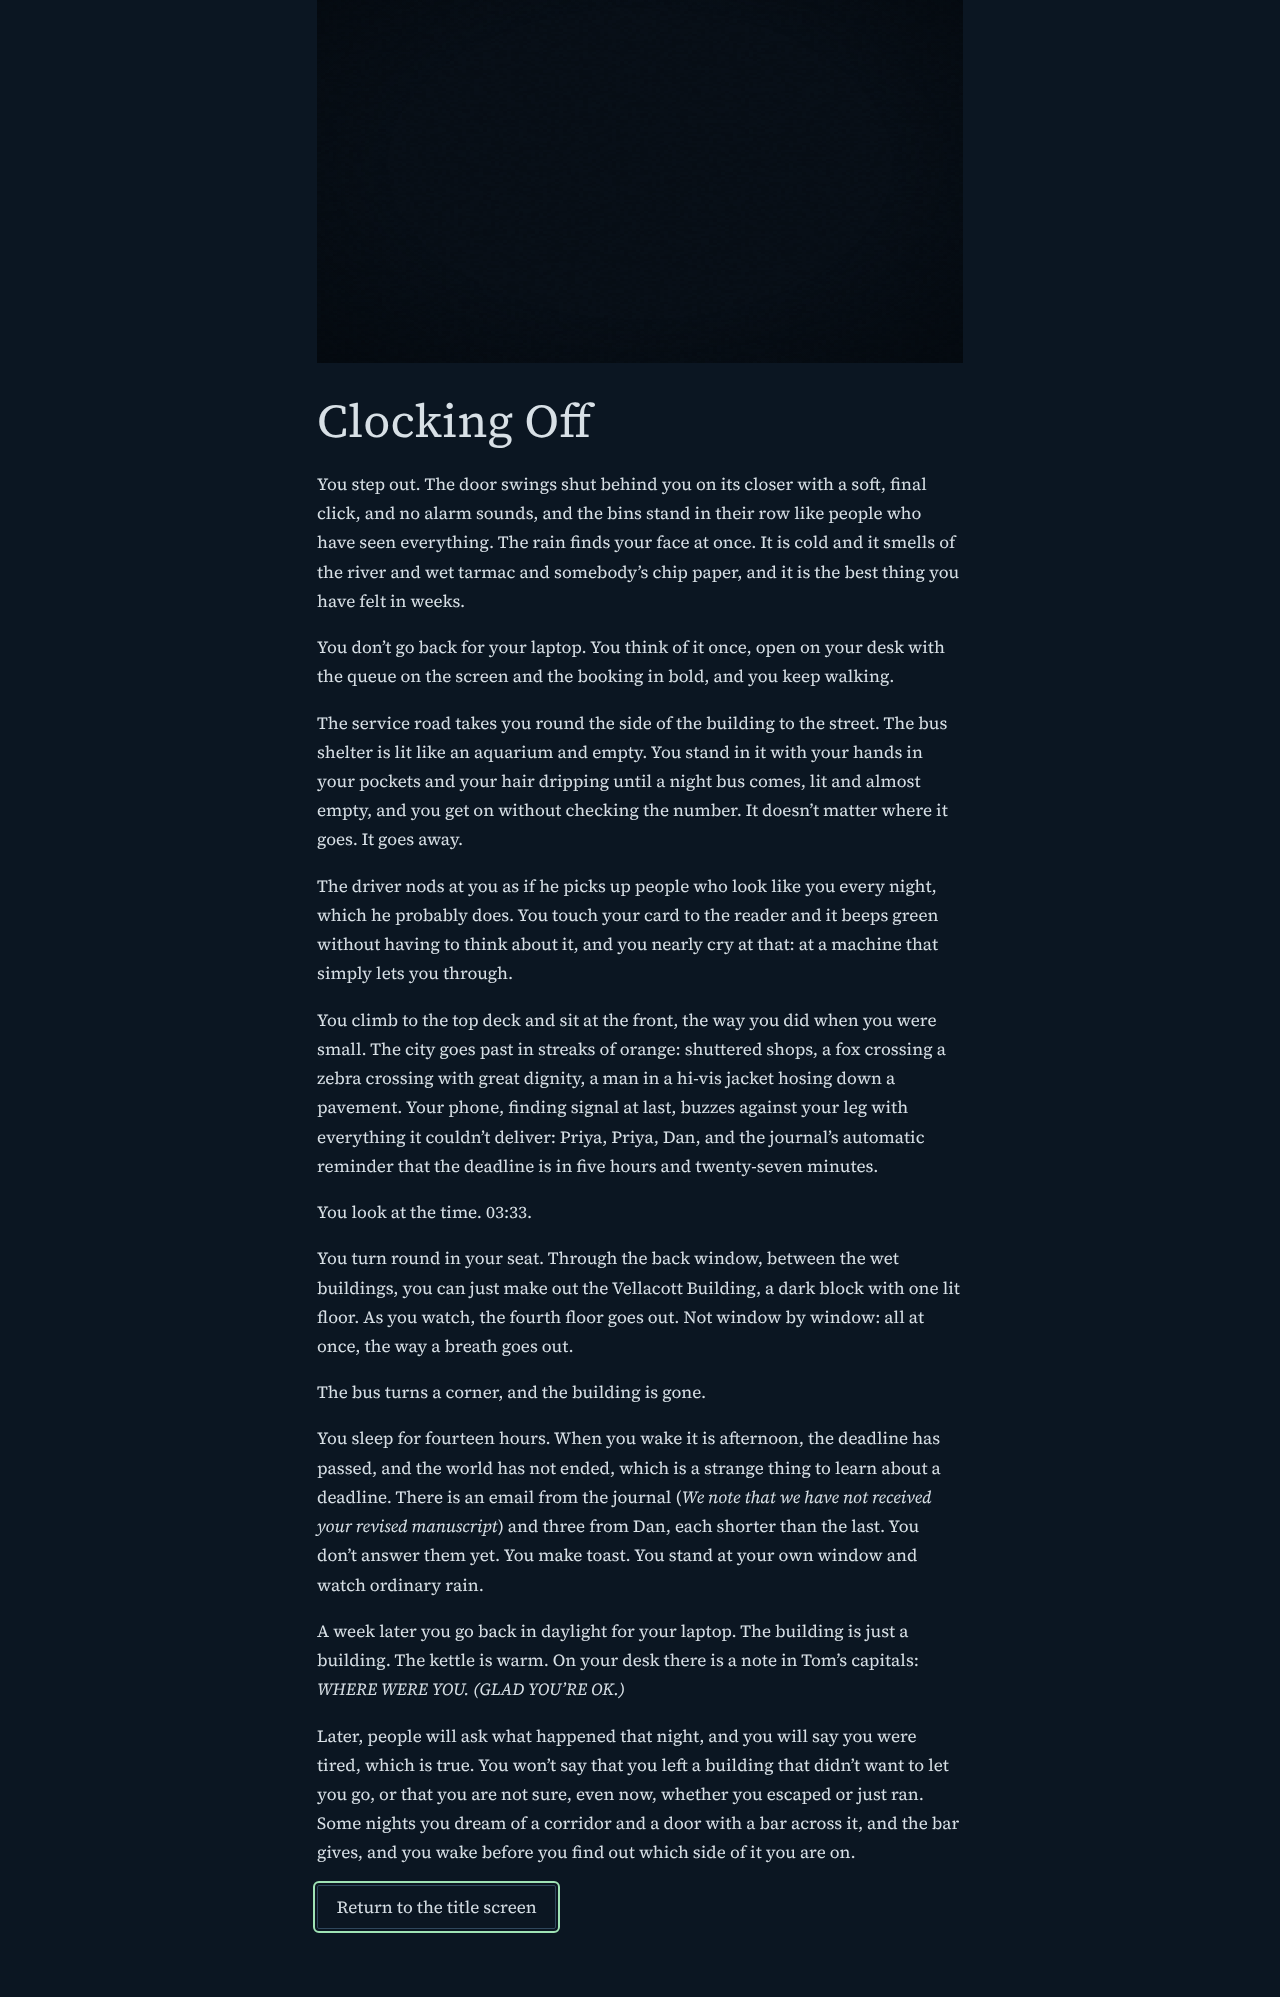 Clocking Off
You step out. The door swings shut behind you on its closer with a soft, final
click, and no alarm sounds, and the bins stand in their row like people who
have seen everything. The rain finds your face at once. It is cold and it smells of
the river and wet tarmac and somebody’s chip paper, and it is the best thing you
have felt in weeks.
You don’t go back for your laptop. You think of it once, open on your desk with
the queue on the screen and the booking in bold, and you keep walking.
The service road takes you round the side of the building to the street. The bus
shelter is lit like an aquarium and empty. You stand in it with your hands in
your pockets and your hair dripping until a night bus comes, lit and almost
empty, and you get on without checking the number. It doesn’t matter where it
goes. It goes away.
The driver nods at you as if he picks up people who look like you every night,
which he probably does. You touch your card to the reader and it beeps green
without having to think about it, and you nearly cry at that: at a machine that
simply lets you through.
You climb to the top deck and sit at the front, the way you did when you were
small. The city goes past in streaks of orange: shuttered shops, a fox crossing a
zebra crossing with great dignity, a man in a hi-vis jacket hosing down a
pavement. Your phone, finding signal at last, buzzes against your leg with
everything it couldn’t deliver: Priya, Priya, Dan, and the journal’s automatic
reminder that the deadline is in five hours and twenty-seven minutes.
You look at the time. 03:33.
You turn round in your seat. Through the back window, between the wet
buildings, you can just make out the Vellacott Building, a dark block with one lit
floor. As you watch, the fourth floor goes out. Not window by window: all at
once, the way a breath goes out.
The bus turns a corner, and the building is gone.
You sleep for fourteen hours. When you wake it is afternoon, the deadline has
passed, and the world has not ended, which is a strange thing to learn about a
deadline. There is an email from the journal (We note that we have not received
your revised manuscript) and three from Dan, each shorter than the last. You
don’t answer them yet. You make toast. You stand at your own window and
watch ordinary rain.
A week later you go back in daylight for your laptop. The building is just a
building. The kettle is warm. On your desk there is a note in Tom’s capitals:
WHERE WERE YOU. (GLAD YOU’RE OK.)
Later, people will ask what happened that night, and you will say you were
tired, which is true. You won’t say that you left a building that didn’t want to let
you go, or that you are not sure, even now, whether you escaped or just ran.
Some nights you dream of a corridor and a door with a bar across it, and the bar
gives, and you wake before you find out which side of it you are on.
Return to the title screen